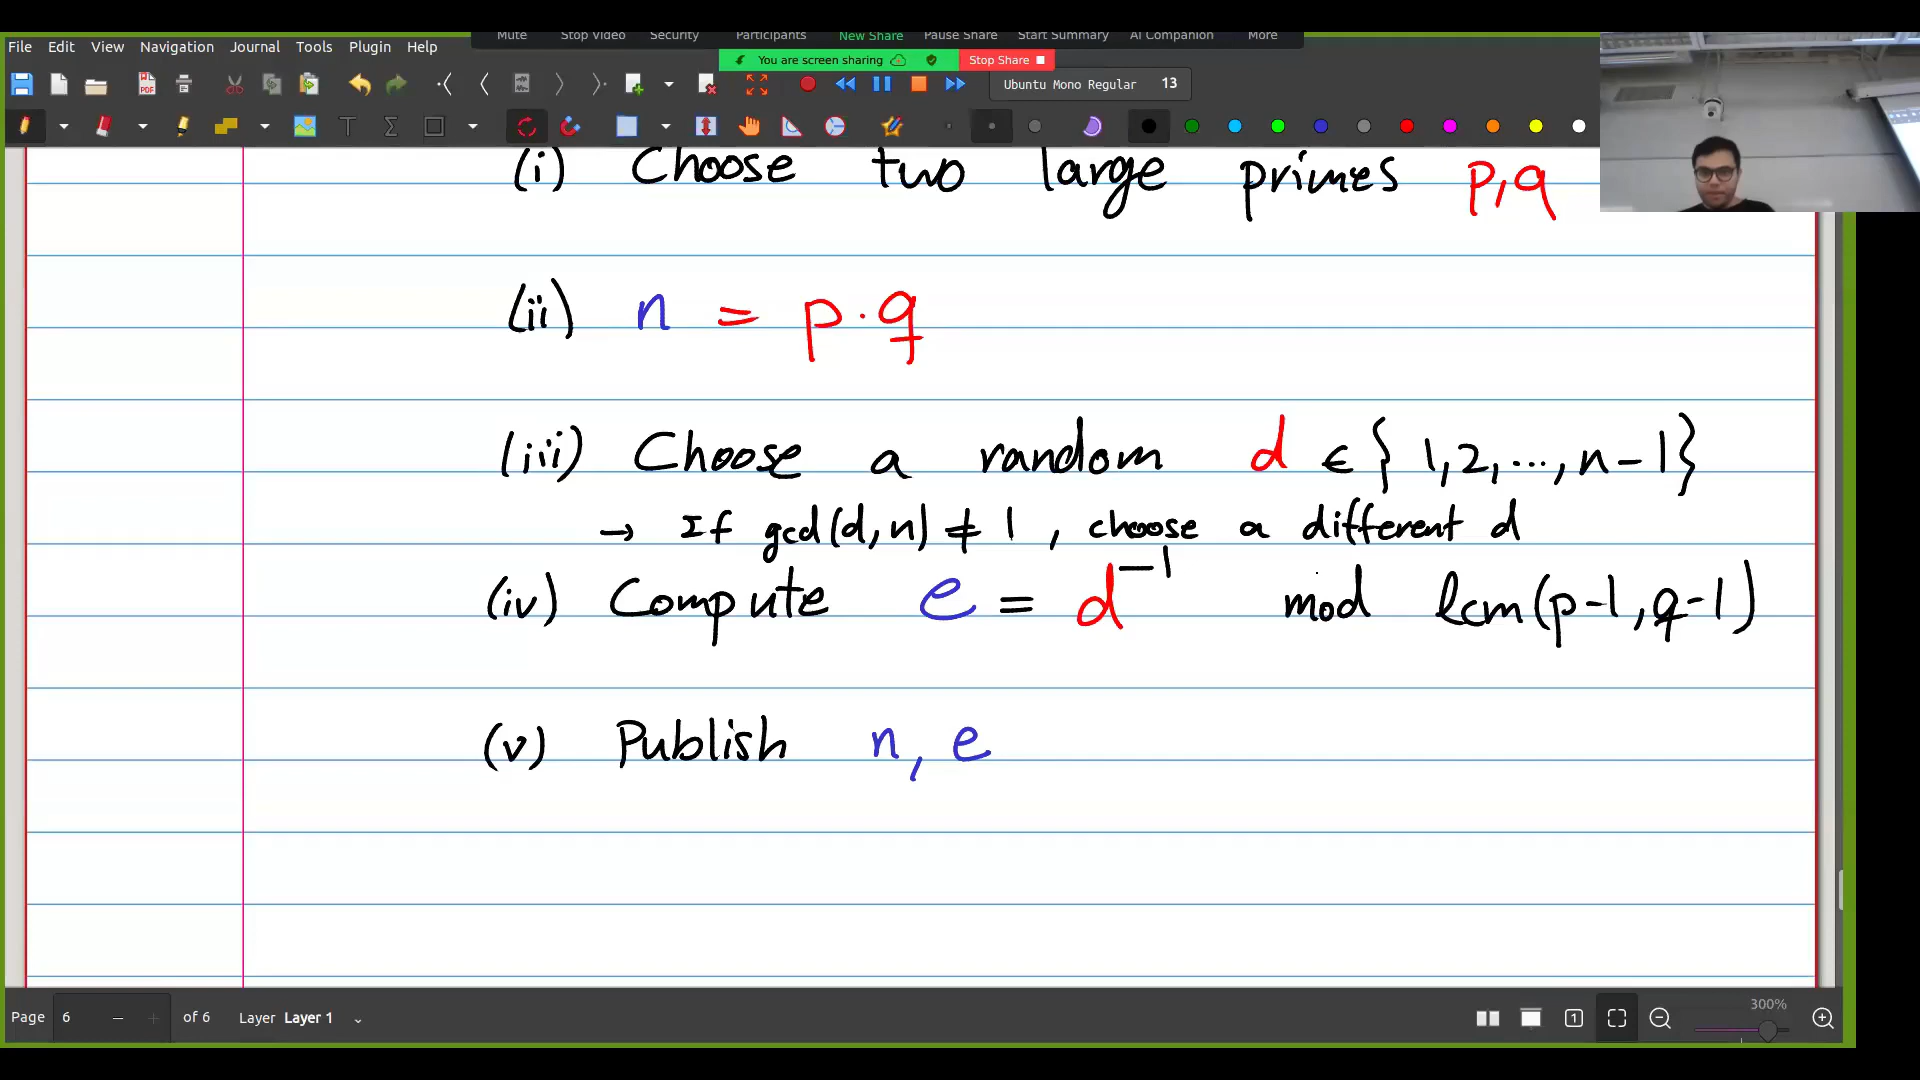 Mute Stop Video Security Participants New Share Pause Share Start Summary AI Companion More
File Edit View Navigation Journal Tools Plugin Help
You are screen sharing Stop Share
Ubuntu Mono Regular 13
(i) Choose two large primes p,q
(ii) n = p·q
(iii) Choose a random d ∈ { 1,2,...,n-1}
→ If gcd(d,n) ≠ 1, choose a different d
(iv) Compute e = d⁻¹ mod lcm(p-1,q-1)
(v) Publish n, e
Page 6 of 6 Layer Layer 1 300%